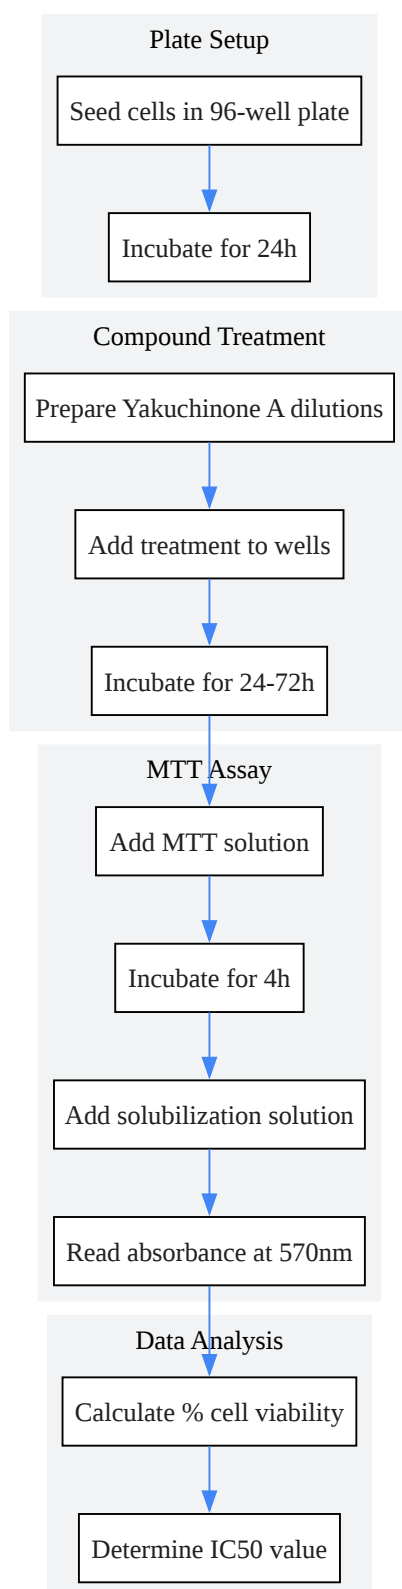 Plate Setup
Seed cells in 96-well plate
Incubate for 24h
Compound Treatment
Prepare Yakuchinone A dilutions
Add treatment to wells
Incubate for 24-72h
MTT Assay
Add MTT solution
Incubate for 4h
Add solubilization solution
Read absorbance at 570nm
Data Analysis
Calculate % cell viability
Determine IC50 value